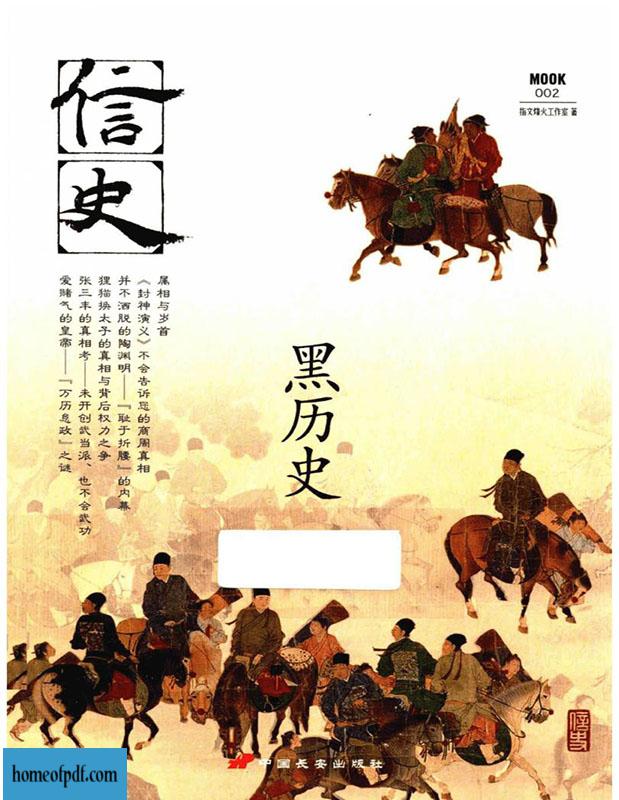 信史
MOOK
002
指文烽火工作室 著
属相与岁首
《封神演义》不会告诉您的商周真相
并不洒脱的陶渊明——『耻于折腰』的内幕
狸猫换太子的真相与背后权力之争
张三丰的真相考——未开创武当派、也不会武功
爱赌气的皇帝——『万历怠政』之谜
黑历史
信史
中国长安出版社
homeofpdf.com